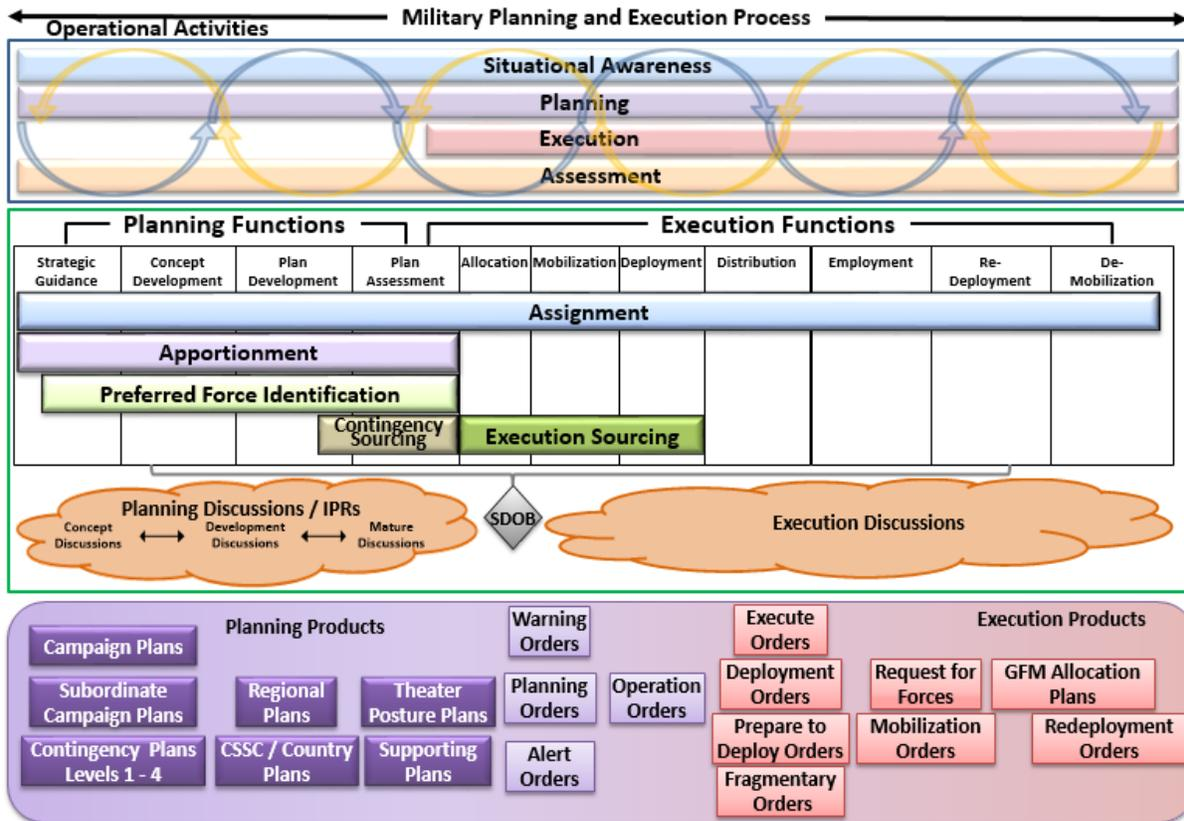 Military Planning and Execution Process
Operational Activities
Situational Awareness
Planning
Execution
Assessment
Planning Functions
Execution Functions
Strategic
Guidance
Concept
Development
Plan
Development
Plan
Assessment
Allocation
Mobilization
Deployment
Distribution
Employment
Re-
Deployment
De-
Mobilization
Assignment
Apportionment
Preferred Force Identification
Contingency
Sourcing
Execution Sourcing
Planning Discussions / IPRs
Concept
Discussions
Development
Discussions
Mature
Discussions
SDOB
Execution Discussions
Planning Products
Execution Products
Campaign Plans
Subordinate
Campaign Plans
Contingency Plans
Levels 1 - 4
Regional
Plans
CSSC / Country
Plans
Theater
Posture Plans
Supporting
Plans
Warning
Orders
Planning
Orders
Alert
Orders
Operation
Orders
Execute
Orders
Deployment
Orders
Prepare to
Deploy Orders
Fragmentary
Orders
Request for
Forces
Mobilization
Orders
GFM Allocation
Plans
Redeployment
Orders